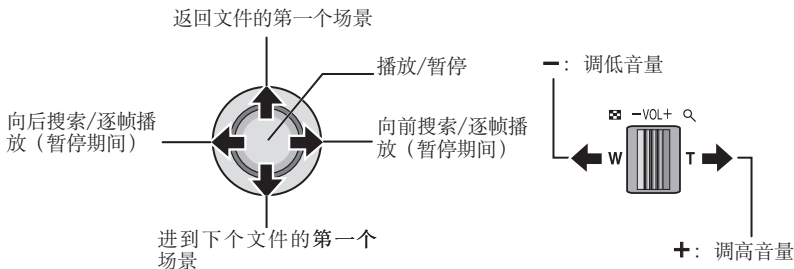 返回文件的第一个场景
播放/暂停
向后搜索/逐帧播
放（暂停期间）
向前搜索/逐帧播
放（暂停期间）
进到下个文件的第一个
场景
−：调低音量
−VOL+
W
T
+：调高音量